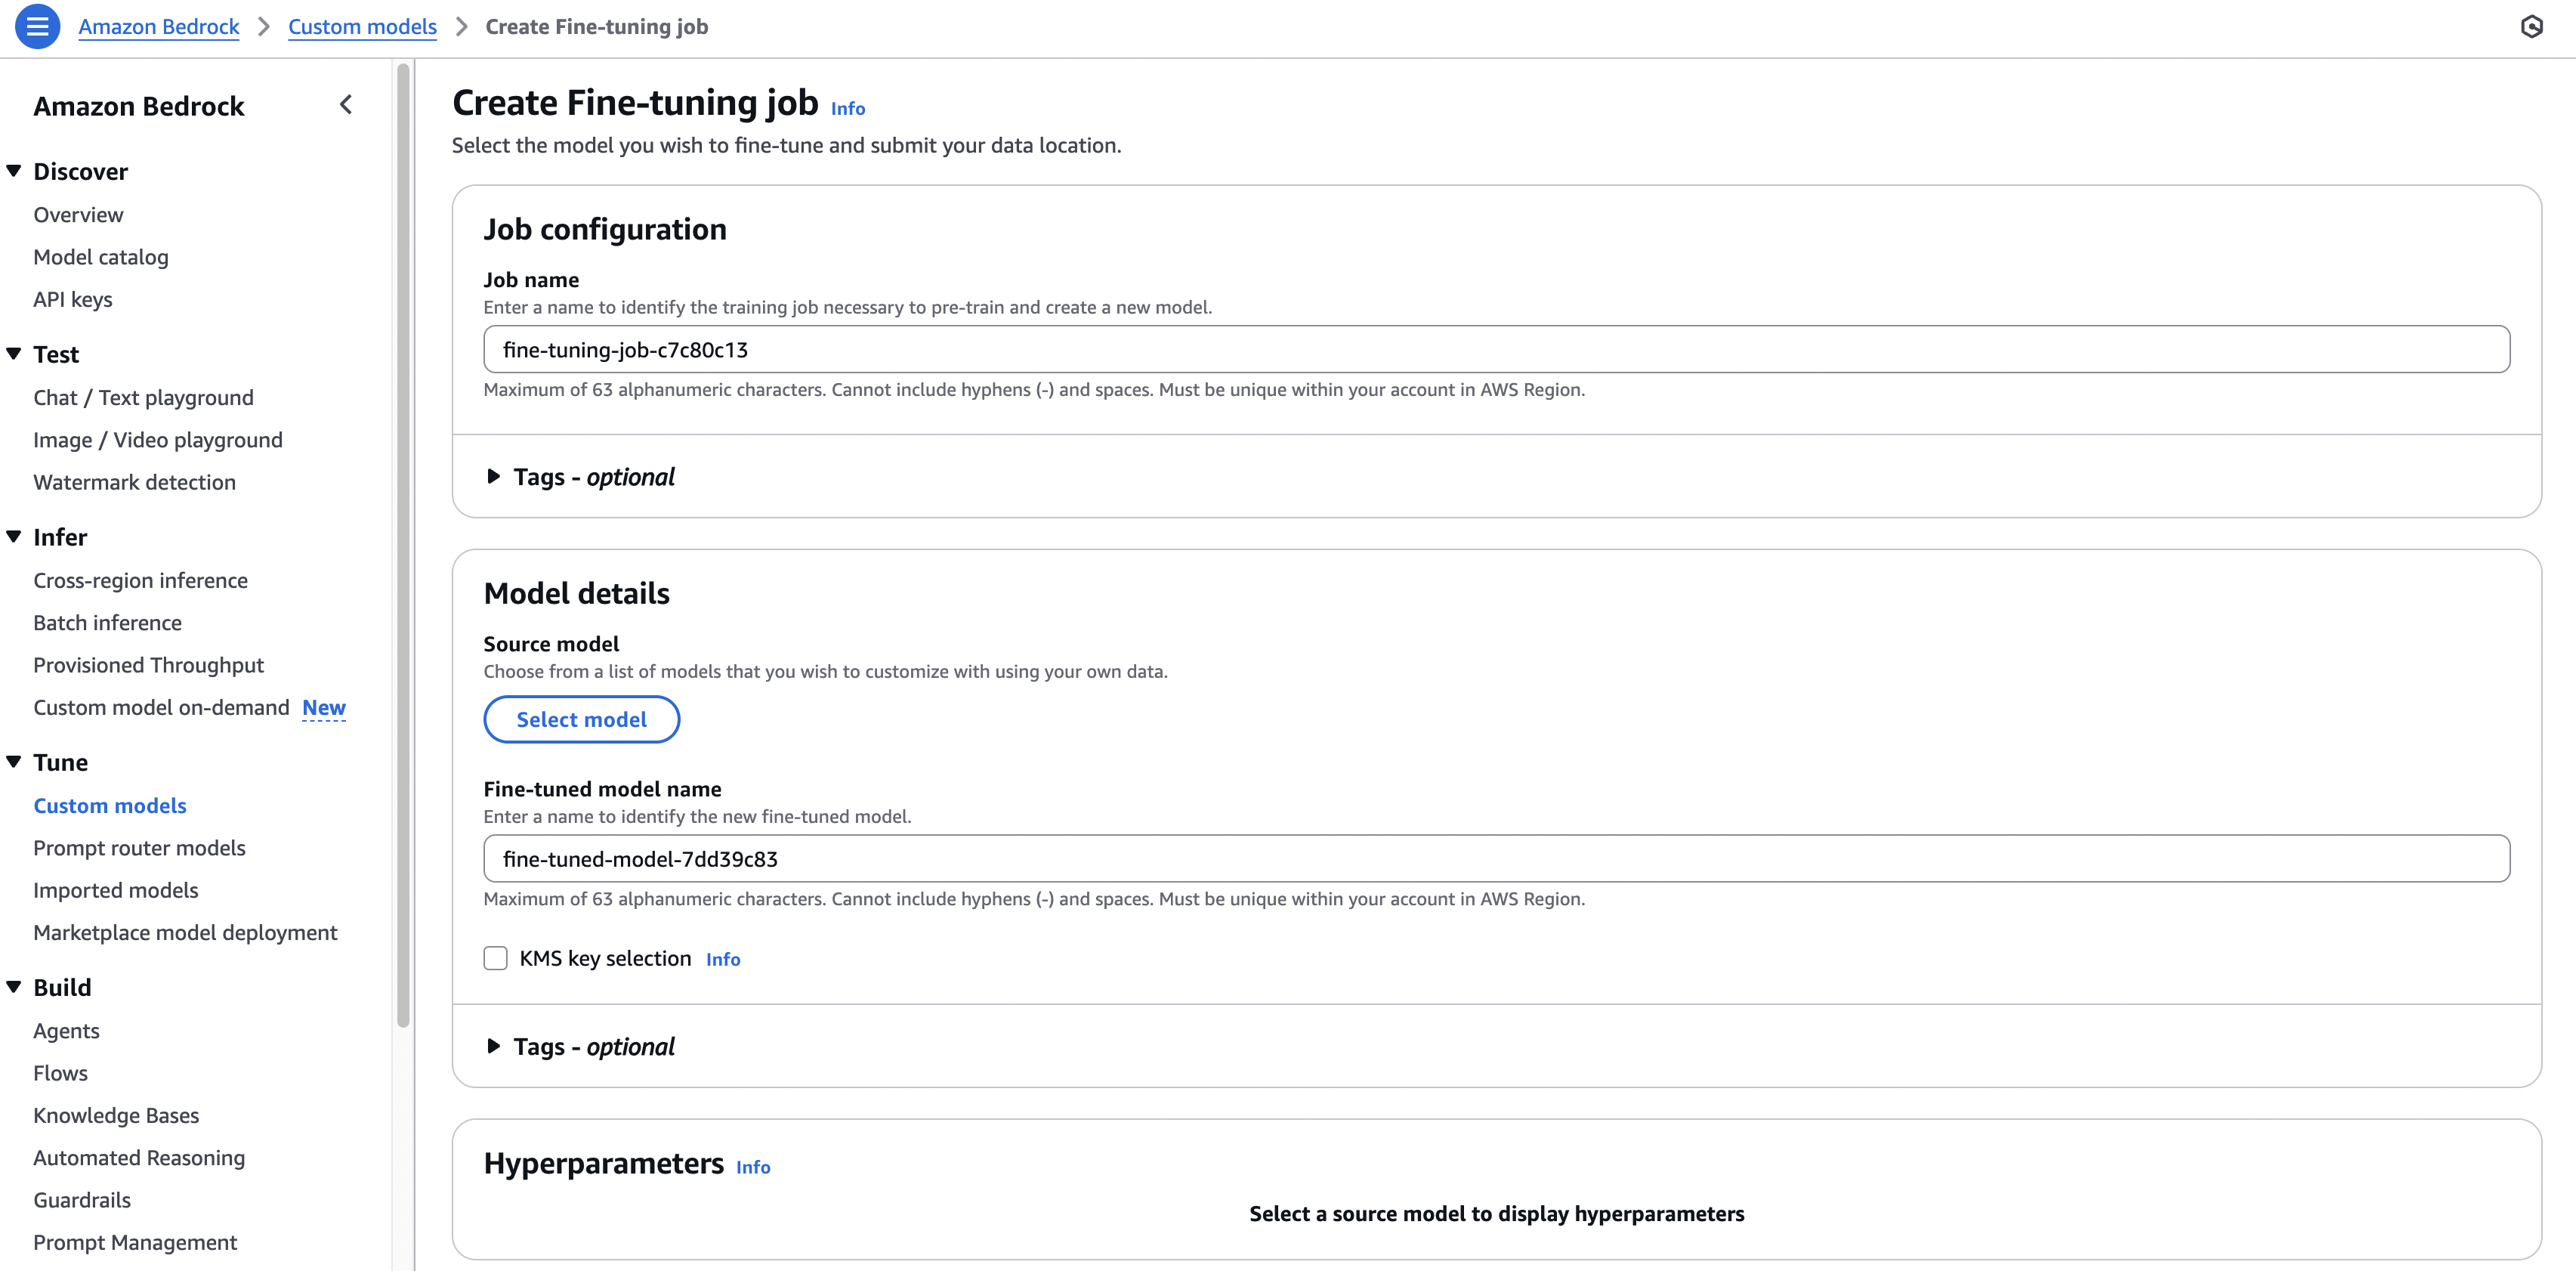 Amazon Bedrock > Custom models > Create Fine-tuning job
Amazon Bedrock
Discover
Overview
Model catalog
API keys
Test
Chat / Text playground
Image / Video playground
Watermark detection
Infer
Cross-region inference
Batch inference
Provisioned Throughput
Custom model on-demand New
Tune
Custom models
Prompt router models
Imported models
Marketplace model deployment
Build
Agents
Flows
Knowledge Bases
Automated Reasoning
Guardrails
Prompt Management
Create Fine-tuning job Info
Select the model you wish to fine-tune and submit your data location.
Job configuration
Job name
Enter a name to identify the training job necessary to pre-train and create a new model.
fine-tuning-job-c7c80c13
Maximum of 63 alphanumeric characters. Cannot include hyphens (-) and spaces. Must be unique within your account in AWS Region.
Tags - optional
Model details
Source model
Choose from a list of models that you wish to customize with using your own data.
Select model
Fine-tuned model name
Enter a name to identify the new fine-tuned model.
fine-tuned-model-7dd39c83
Maximum of 63 alphanumeric characters. Cannot include hyphens (-) and spaces. Must be unique within your account in AWS Region.
KMS key selection Info
Tags - optional
Hyperparameters Info
Select a source model to display hyperparameters